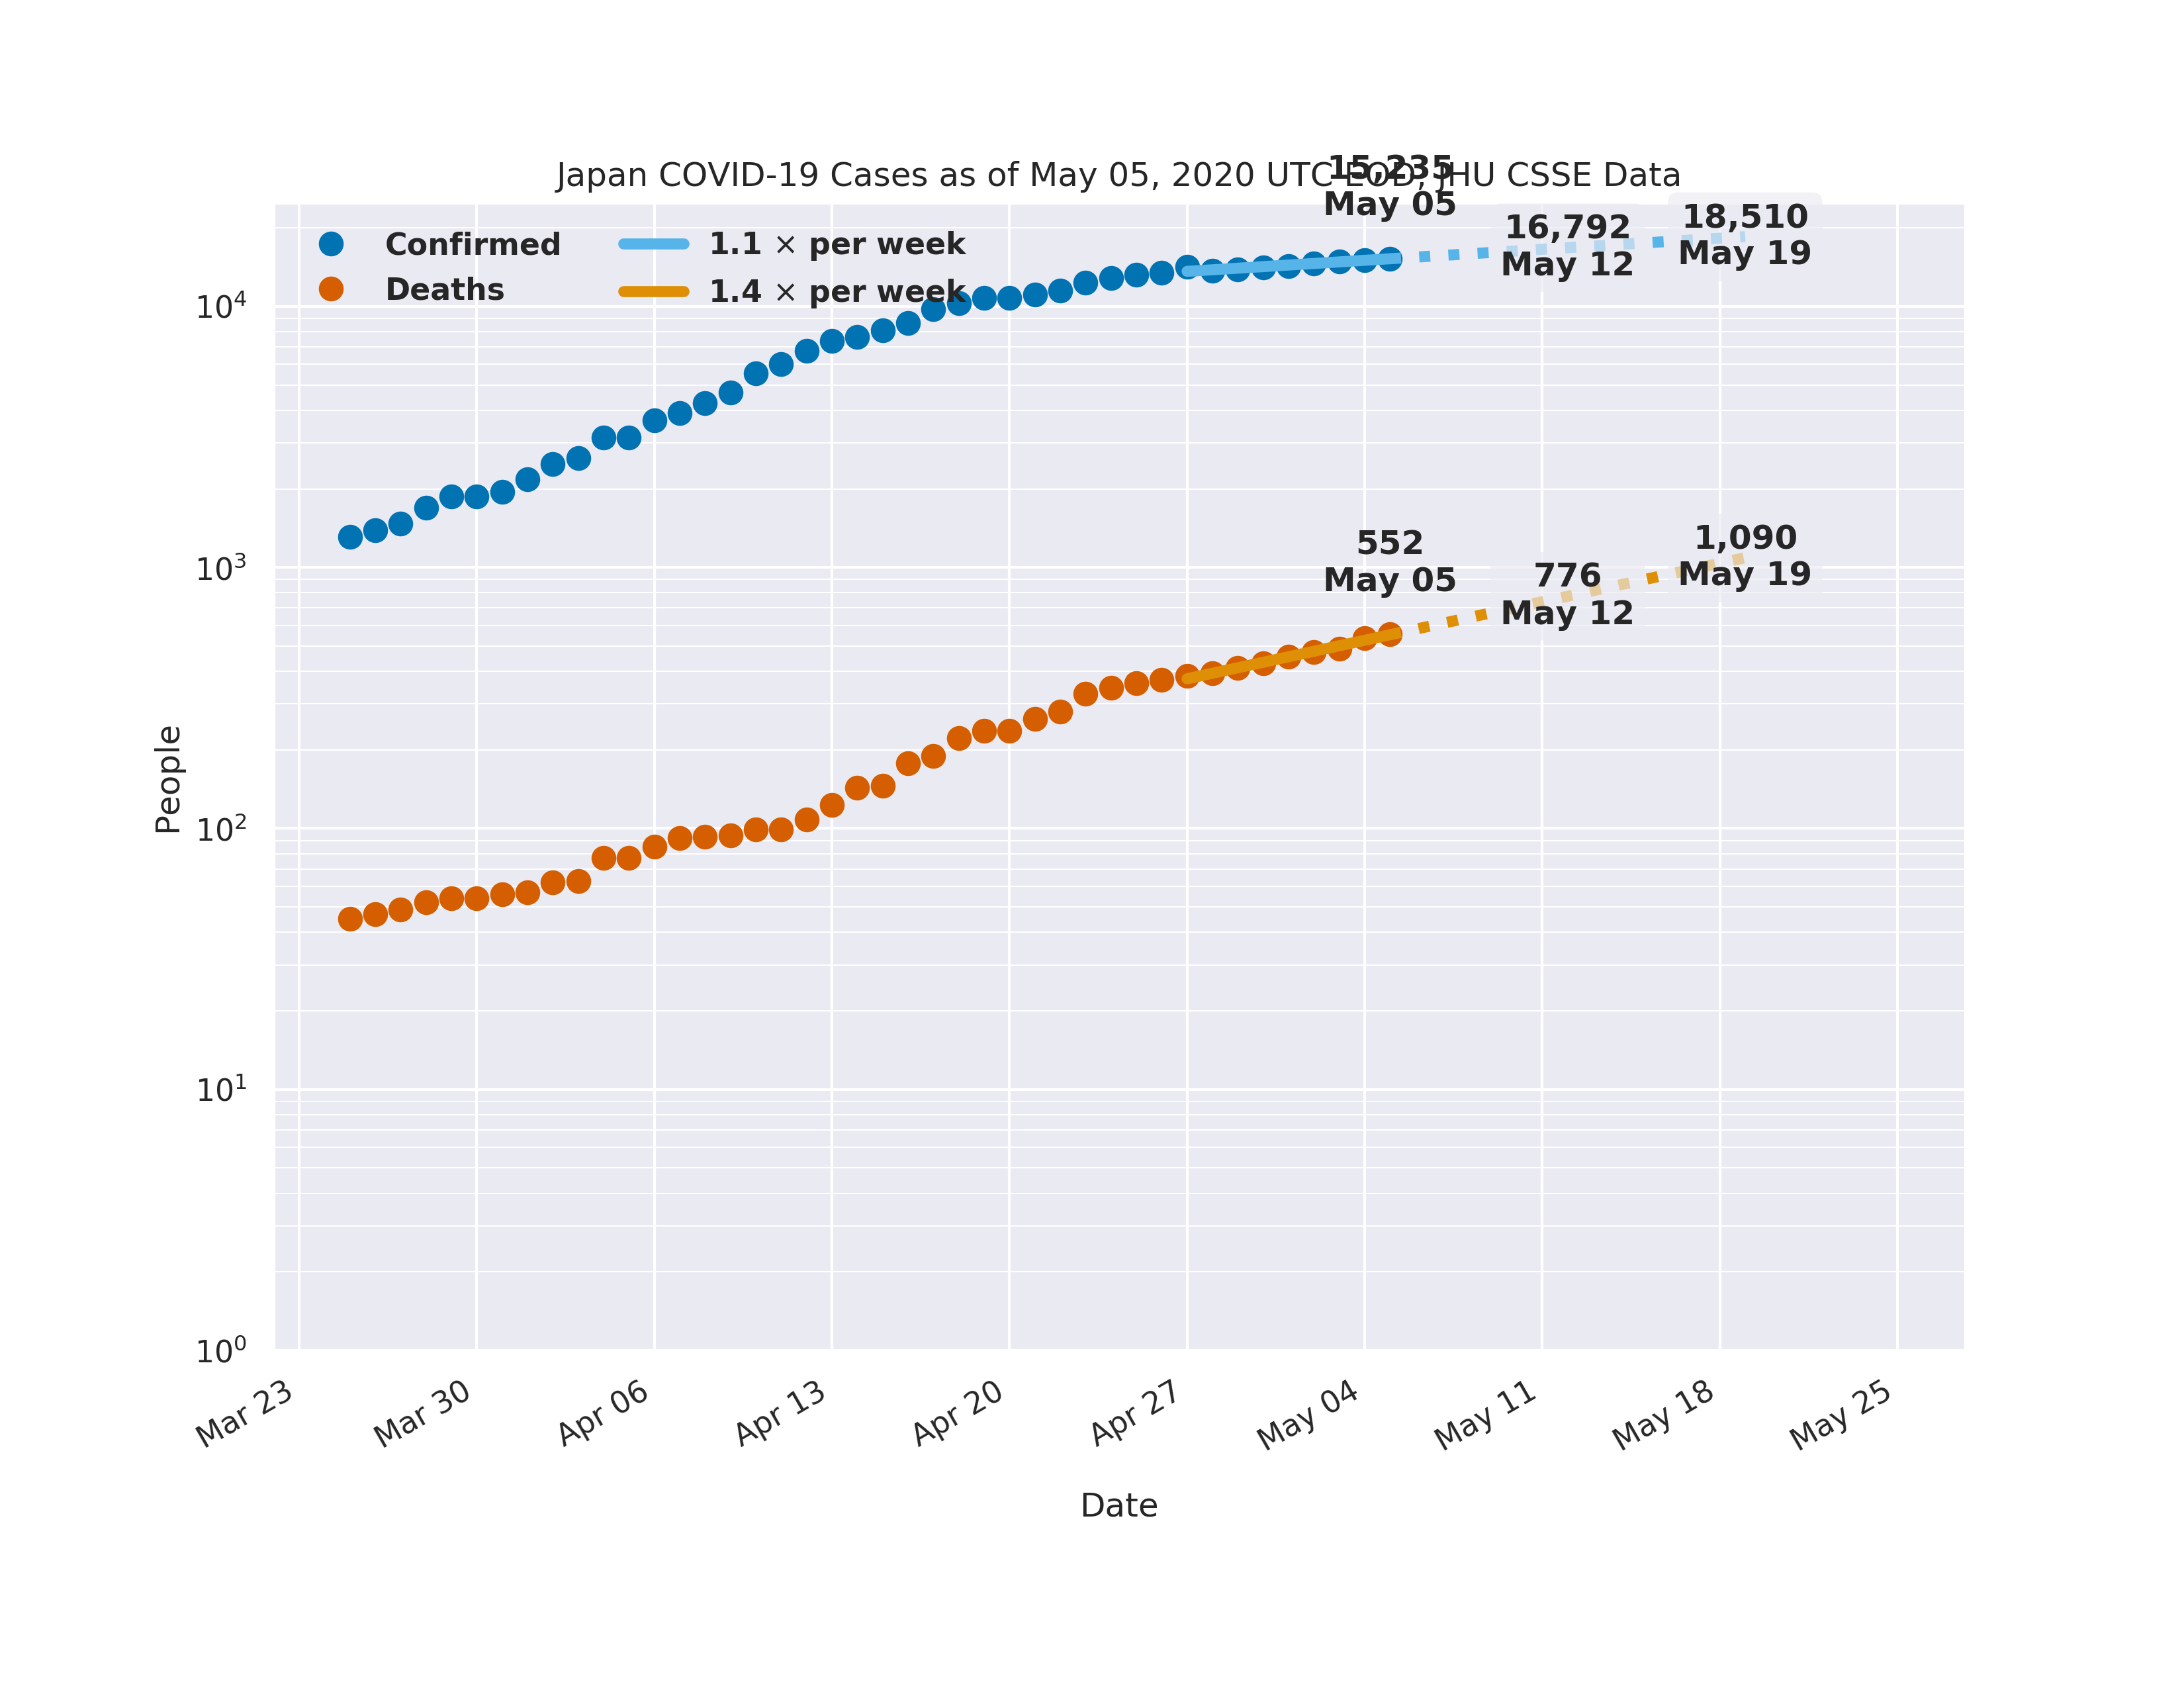 Japan COVID-19 Cases as of May 05, 2020 UTC EOD, JHU CSSE Data
15,235
May 05
16,792
May 12
18,510
May 19
Confirmed
Deaths
1.1 × per week
1.4 × per week
552
May 05
776
May 12
1,090
May 19
People
10⁴
10³
10²
10¹
10⁰
Mar 23
Mar 30
Apr 06
Apr 13
Apr 20
Apr 27
May 04
May 11
May 18
May 25
Date